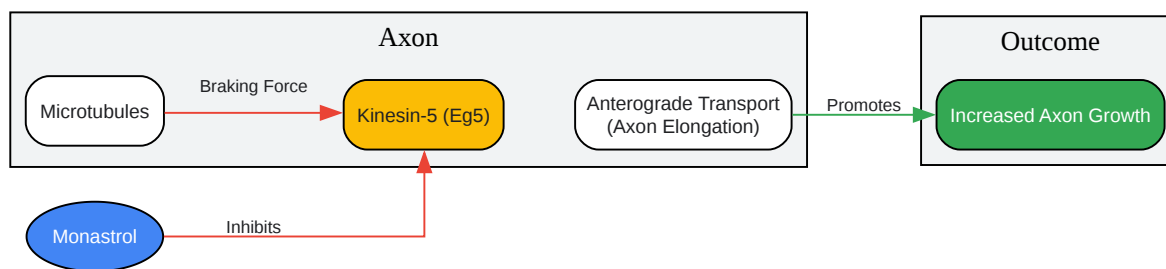 Axon
Outcome
Microtubules
Braking Force
Kinesin-5 (Eg5)
Anterograde Transport
(Axon Elongation)
Promotes
Increased Axon Growth
Monastrol
Inhibits